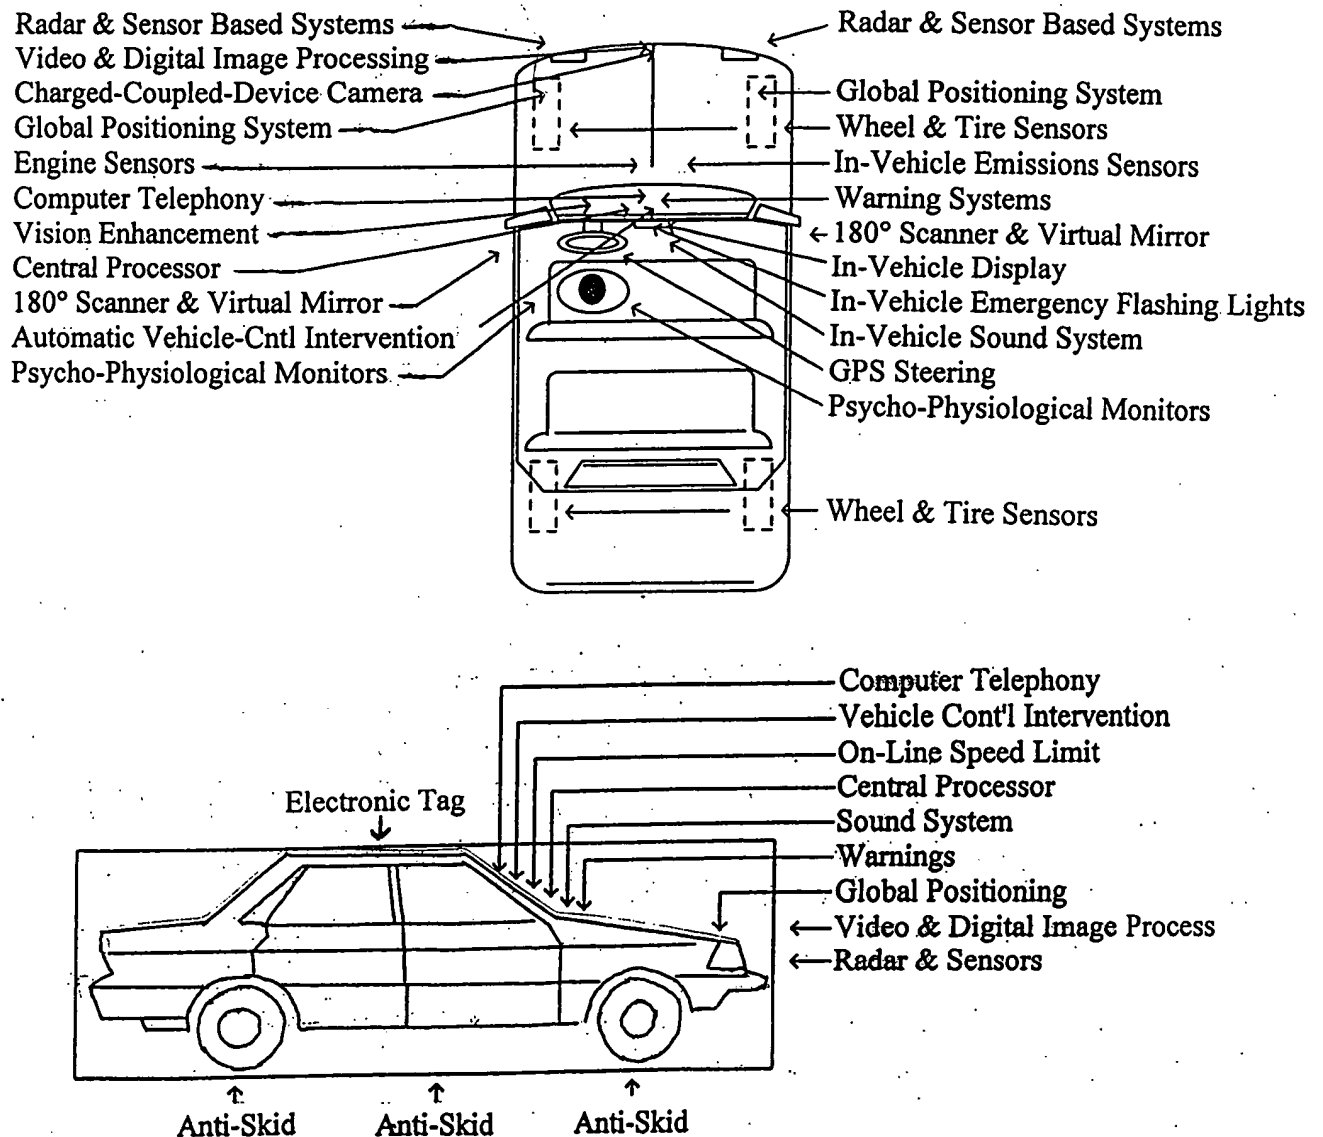 Radar & Sensor Based Systems
Video & Digital Image Processing
Charged-Coupled-Device Camera
Global Positioning System
Engine Sensors
Computer Telephony
Vision Enhancement
Central Processor
180° Scanner & Virtual Mirror
Automatic Vehicle-Cntl Intervention
Psycho-Physiological Monitors
Radar & Sensor Based Systems
Global Positioning System
Wheel & Tire Sensors
In-Vehicle Emissions Sensors
Warning Systems
180° Scanner & Virtual Mirror
In-Vehicle Display
In-Vehicle Emergency Flashing Lights
In-Vehicle Sound System
GPS Steering
Psycho-Physiological Monitors
Wheel & Tire Sensors
Computer Telephony
Vehicle Cont'l Intervention
On-Line Speed Limit
Central Processor
Sound System
Warnings
Global Positioning
Video & Digital Image Process
Radar & Sensors
Electronic Tag
Anti-Skid
Anti-Skid
Anti-Skid